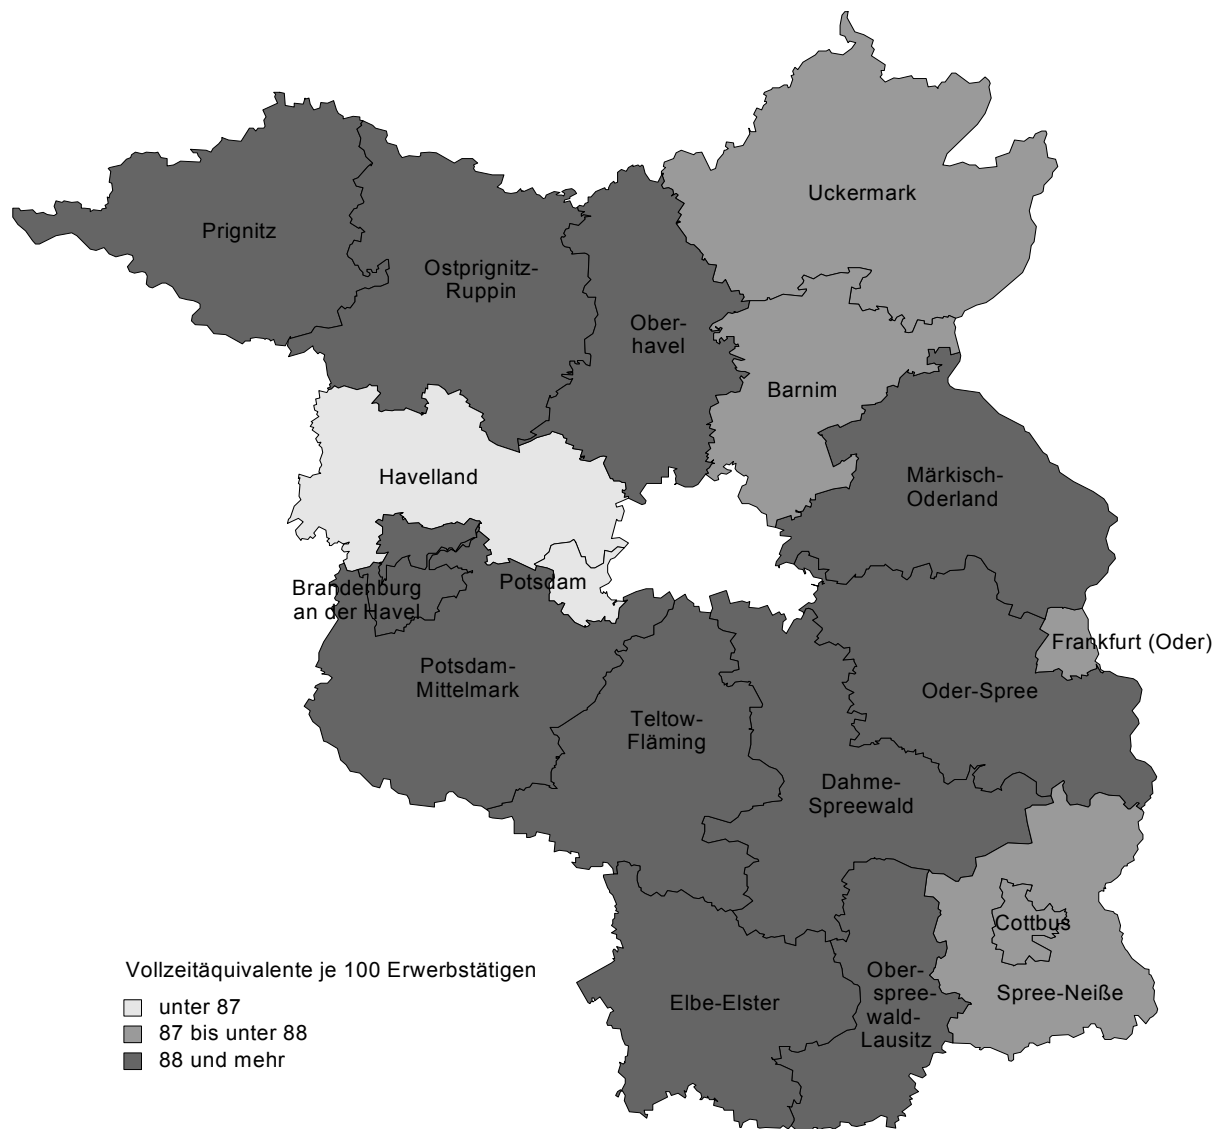 Uckermark
Prignitz
Ostprignitz-
Ruppin
Ober-
havel
Barnim
Havelland
Märkisch-
Oderland
Potsdam
Brandenburg
an der Havel
Frankfurt (Oder)
Potsdam-
Mittelmark
Oder-Spree
Teltow-
Fläming
Dahme-
Spreewald
Cottbus
Spree-Neiße
Ober-
spree-
wald-
Lausitz
Elbe-Elster
Vollzeitäquivalente je 100 Erwerbstätigen
unter 87
87 bis unter 88
88 und mehr